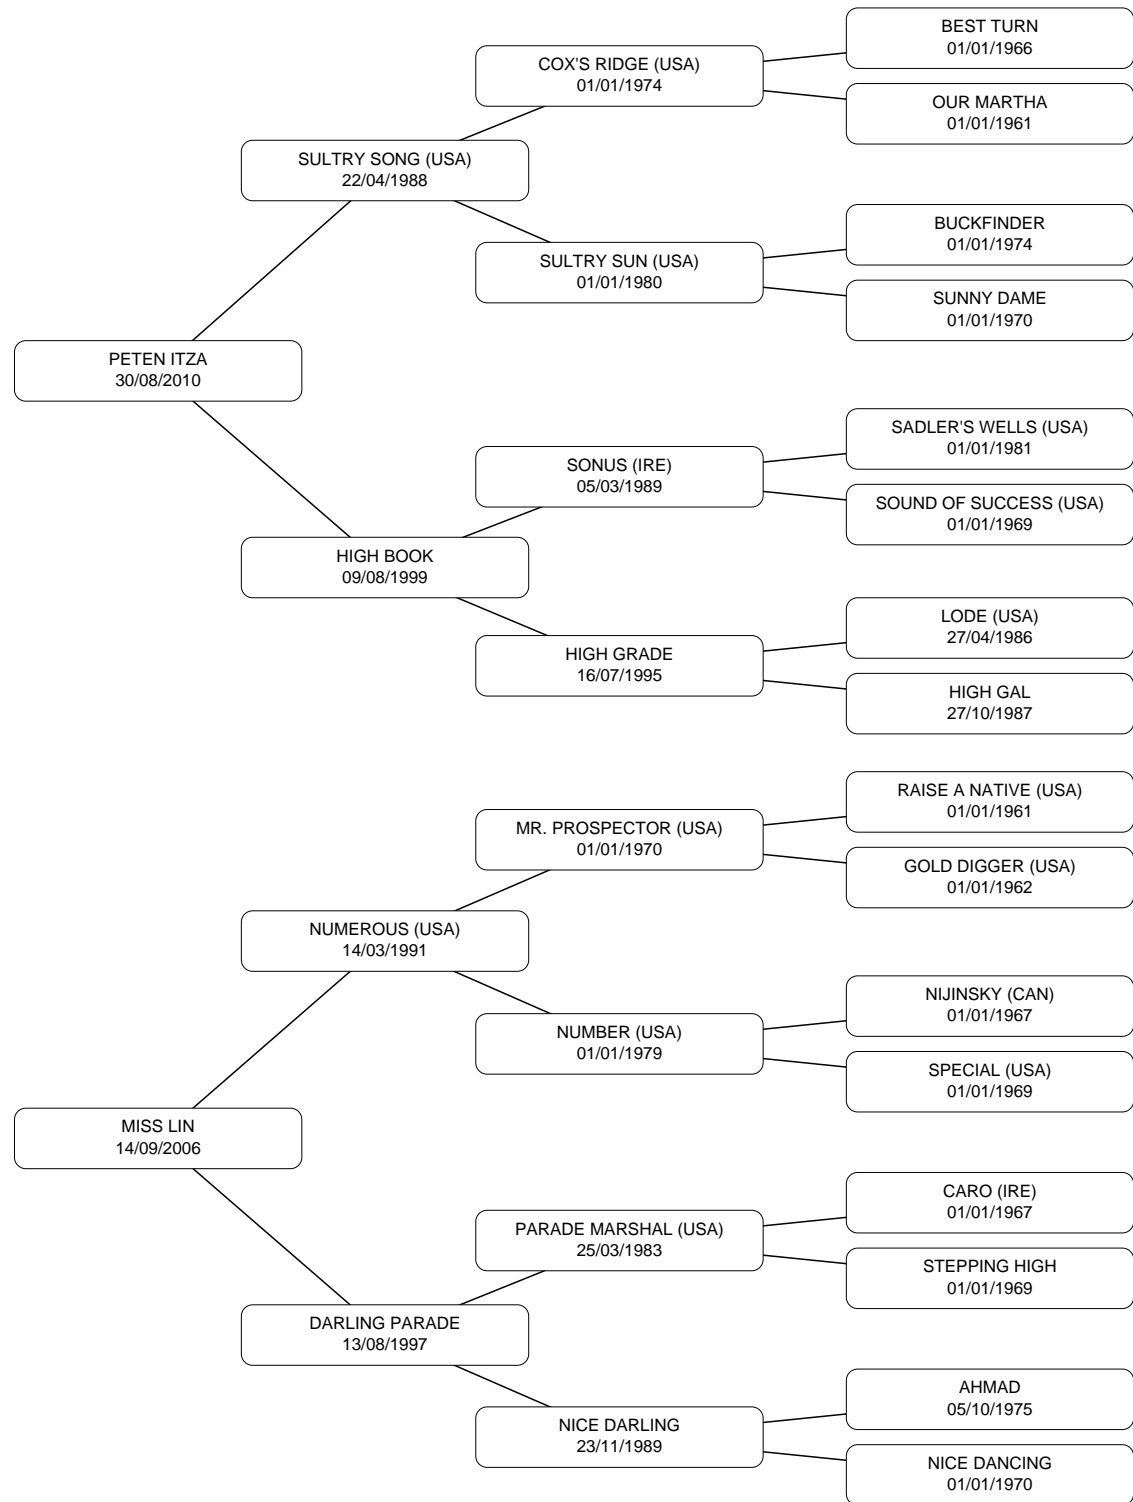 BEST TURN
01/01/1966
COX'S RIDGE (USA)
01/01/1974
OUR MARTHA
01/01/1961
SULTRY SONG (USA)
22/04/1988
BUCKFINDER
01/01/1974
SULTRY SUN (USA)
01/01/1980
SUNNY DAME
01/01/1970
PETEN ITZA
30/08/2010
SADLER'S WELLS (USA)
01/01/1981
SONUS (IRE)
05/03/1989
SOUND OF SUCCESS (USA)
01/01/1969
HIGH BOOK
09/08/1999
LODE (USA)
27/04/1986
HIGH GRADE
16/07/1995
HIGH GAL
27/10/1987
RAISE A NATIVE (USA)
01/01/1961
MR. PROSPECTOR (USA)
01/01/1970
GOLD DIGGER (USA)
01/01/1962
NUMEROUS (USA)
14/03/1991
NIJINSKY (CAN)
01/01/1967
NUMBER (USA)
01/01/1979
SPECIAL (USA)
01/01/1969
MISS LIN
14/09/2006
CARO (IRE)
01/01/1967
PARADE MARSHAL (USA)
25/03/1983
STEPPING HIGH
01/01/1969
DARLING PARADE
13/08/1997
AHMAD
05/10/1975
NICE DARLING
23/11/1989
NICE DANCING
01/01/1970